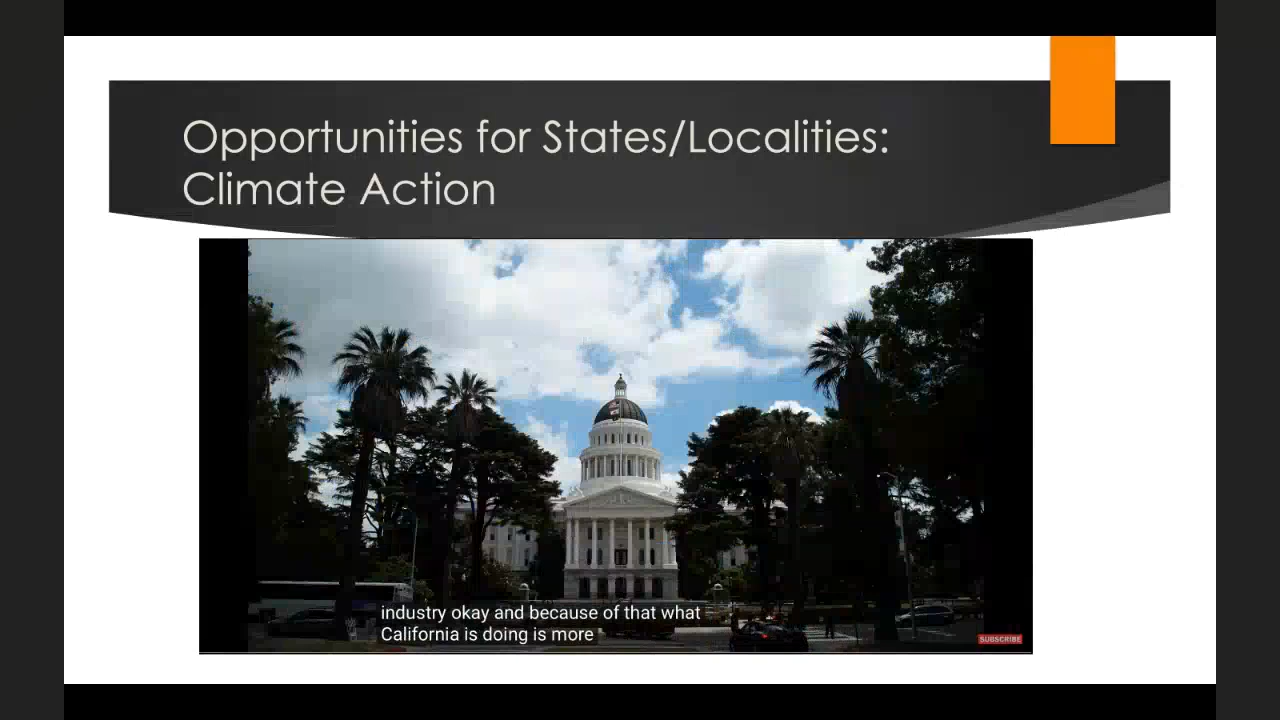 Opportunities for States/Localities:
Climate Action
industry okay and because of that what
California is doing is more
SUBSCRIBE